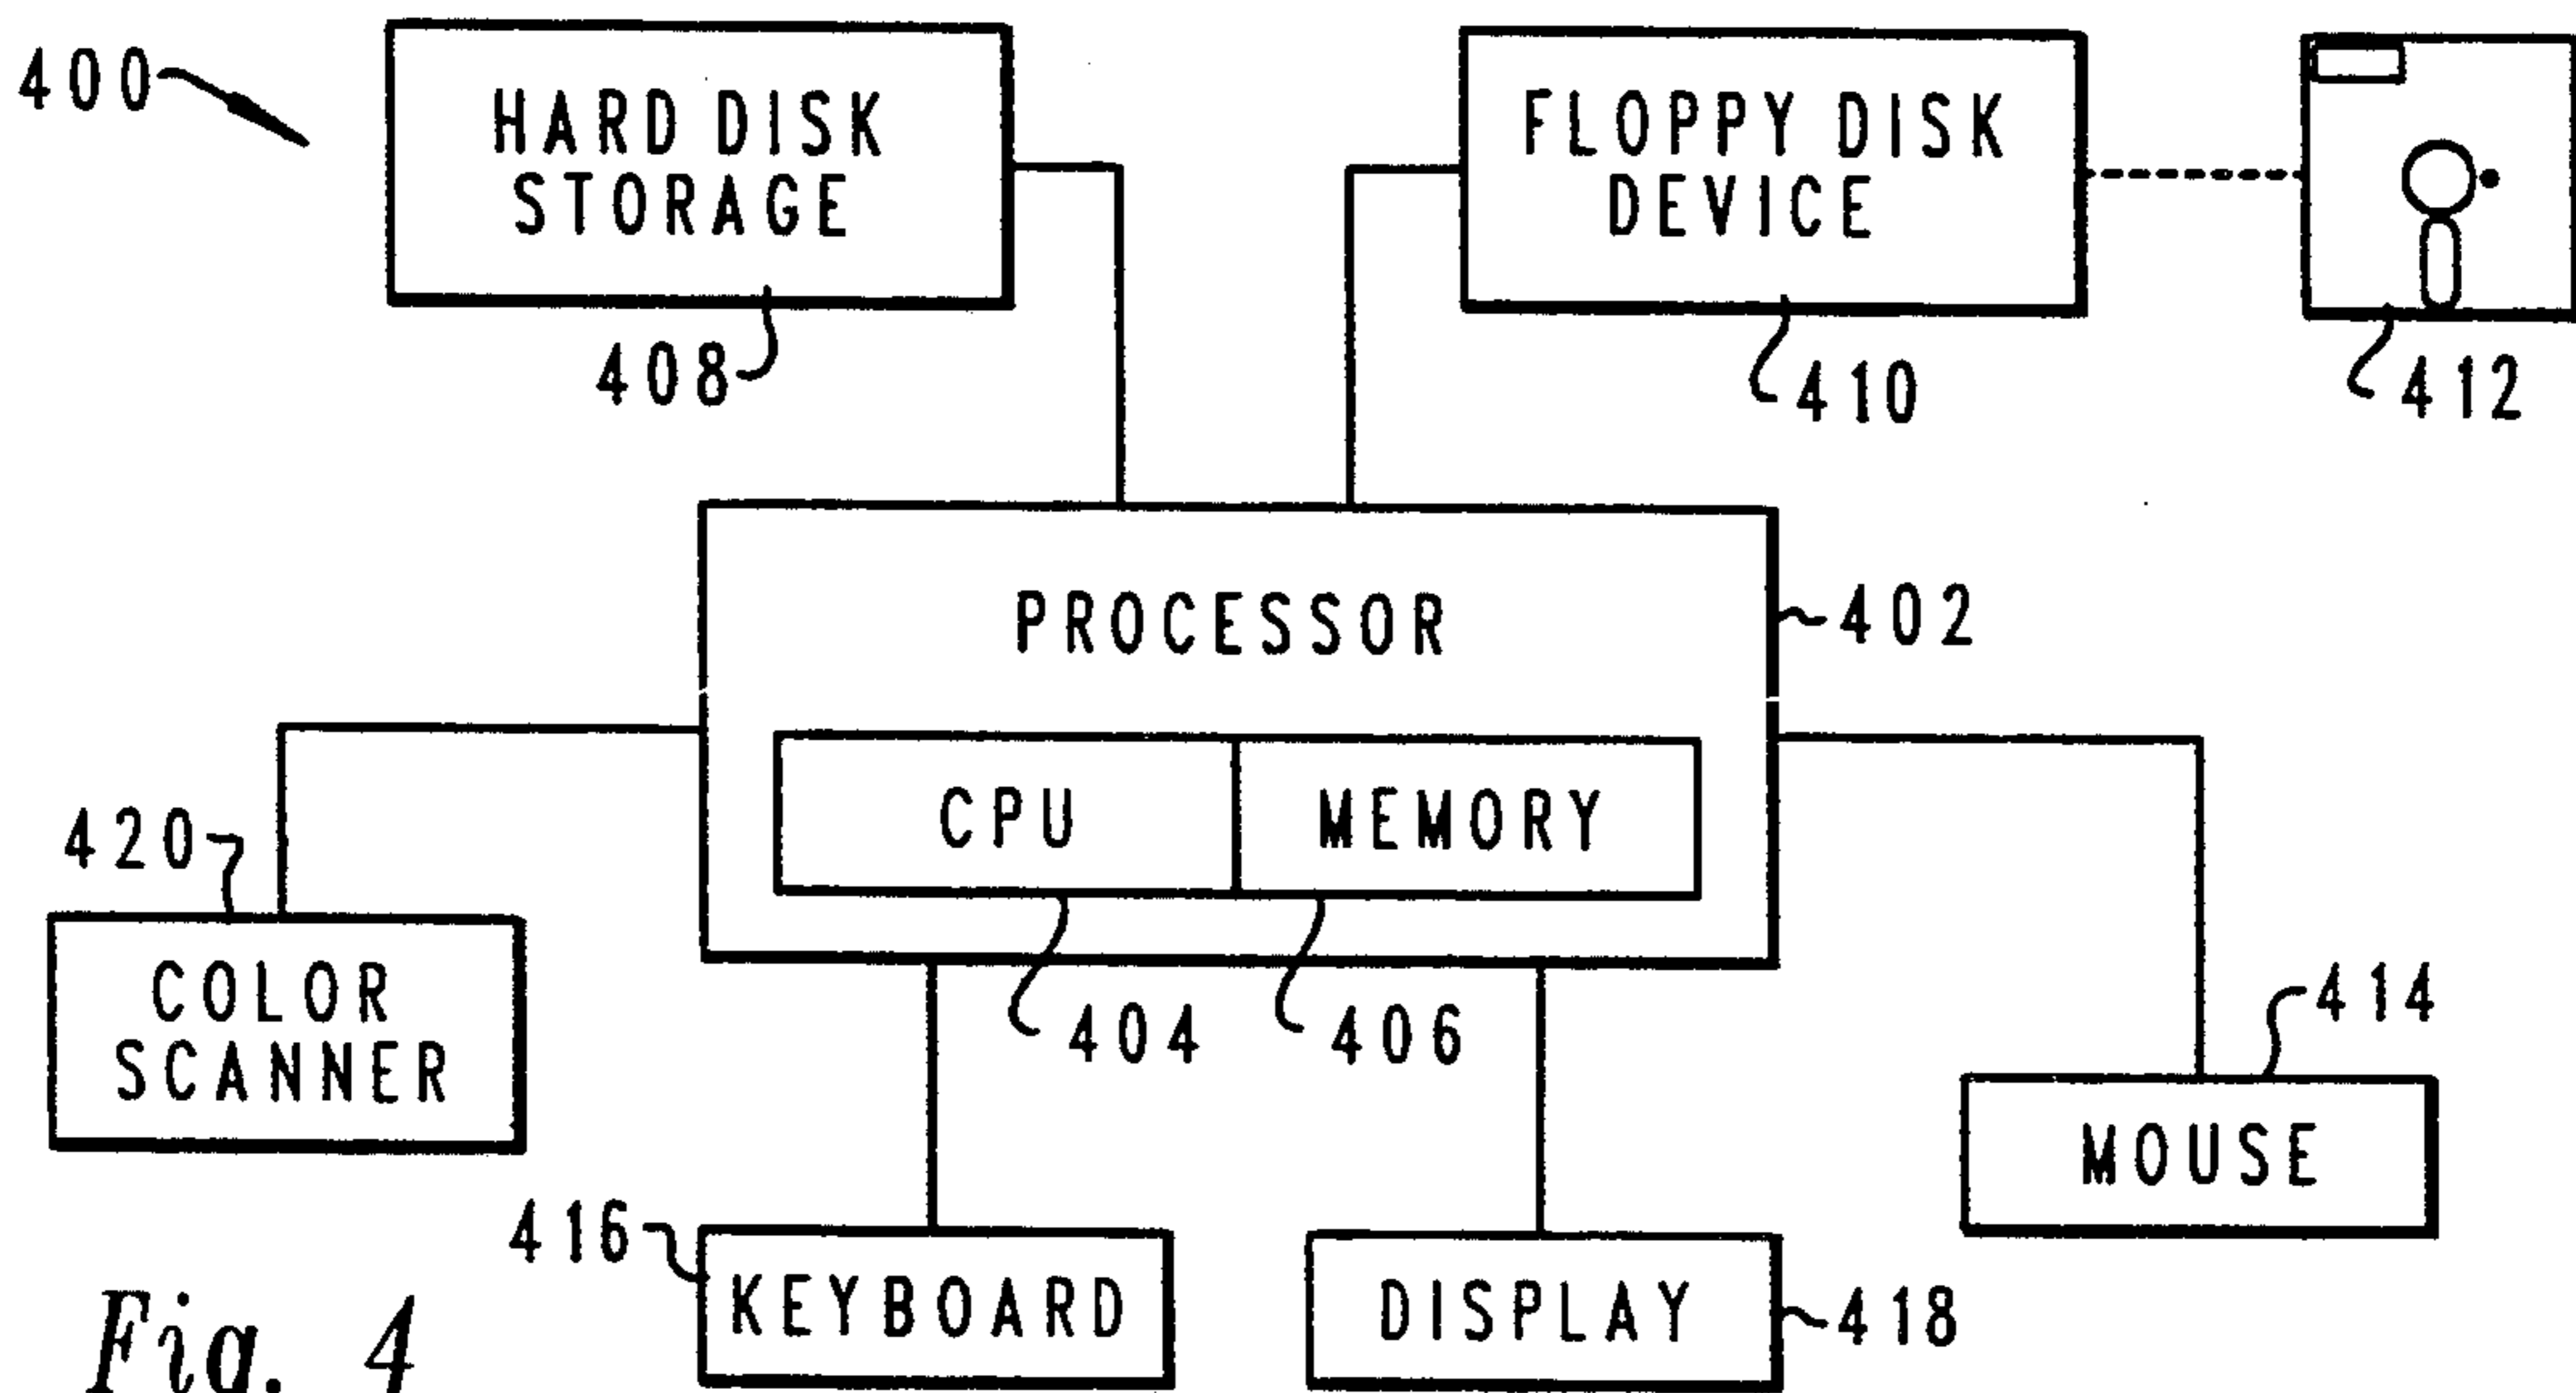 400
HARD DISK
STORAGE
408
FLOPPY DISK
DEVICE
410
412
PROCESSOR
402
CPU
MEMORY
404
406
420
COLOR
SCANNER
414
MOUSE
416
KEYBOARD
DISPLAY
418
Fig. 4